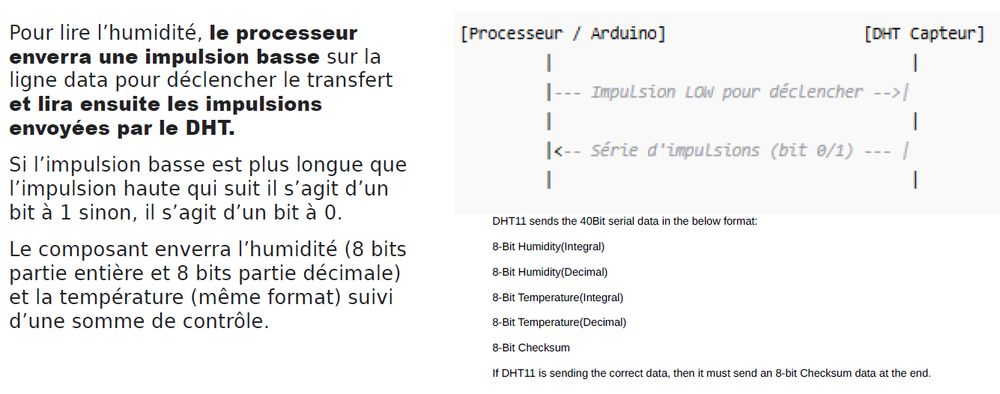 Pour lire l’humidité, le processeur
enverra une impulsion basse sur la
ligne data pour déclencher le transfert
et lira ensuite les impulsions
envoyées par le DHT.
Si l’impulsion basse est plus longue que
l’impulsion haute qui suit il s’agit d’un
bit à 1 sinon, il s’agit d’un bit à 0.
Le composant enverra l’humidité (8 bits
partie entière et 8 bits partie décimale)
et la température (même format) suivi
d’une somme de contrôle.
[Processeur / Arduino] [DHT Capteur]
| |
|--- Impulsion LOW pour déclencher -->|
| |
|<-- Série d'impulsions (bit 0/1) --- |
| |
DHT11 sends the 40Bit serial data in the below format:
8-Bit Humidity(Integral)
8-Bit Humidity(Decimal)
8-Bit Temperature(Integral)
8-Bit Temperature(Decimal)
8-Bit Checksum
If DHT11 is sending the correct data, then it must send an 8-bit Checksum data at the end.